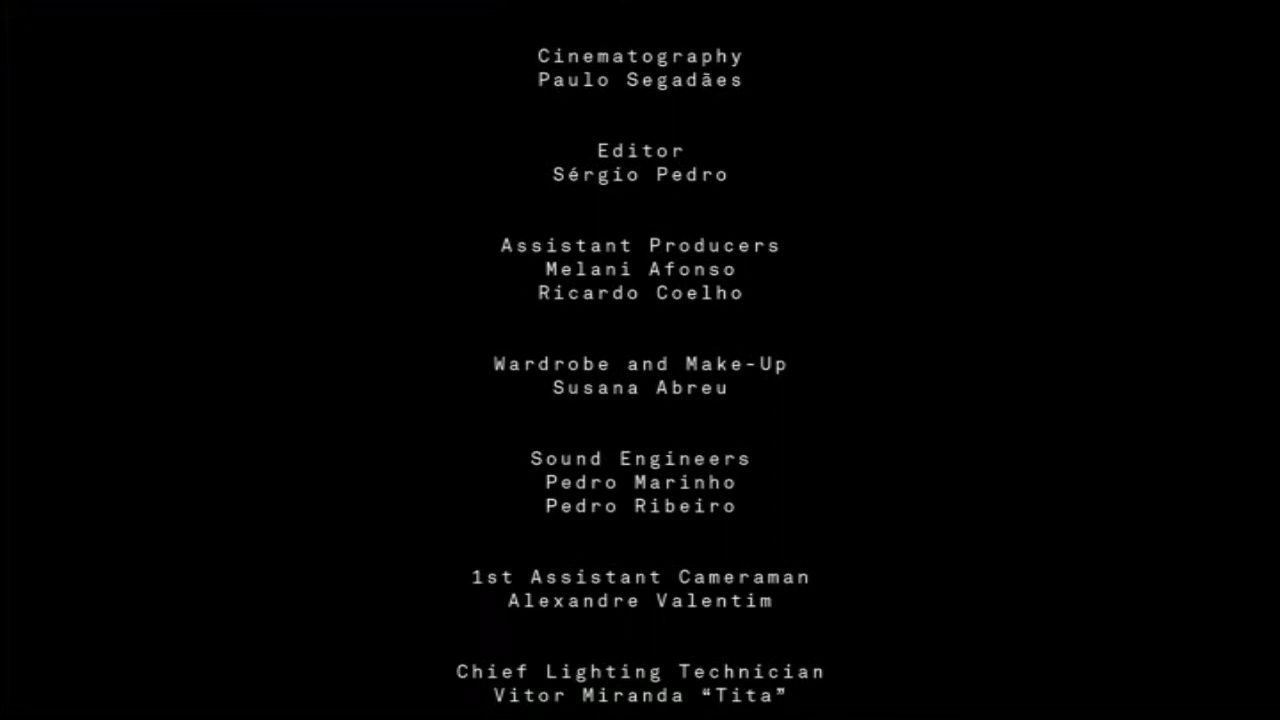 Cinematography
Paulo Segadães
Editor
Sérgio Pedro
Assistant Producers
Melani Afonso
Ricardo Coelho
Wardrobe and Make-Up
Susana Abreu
Sound Engineers
Pedro Marinho
Pedro Ribeiro
1st Assistant Cameraman
Alexandre Valentim
Chief Lighting Technician
Vitor Miranda “Tita”